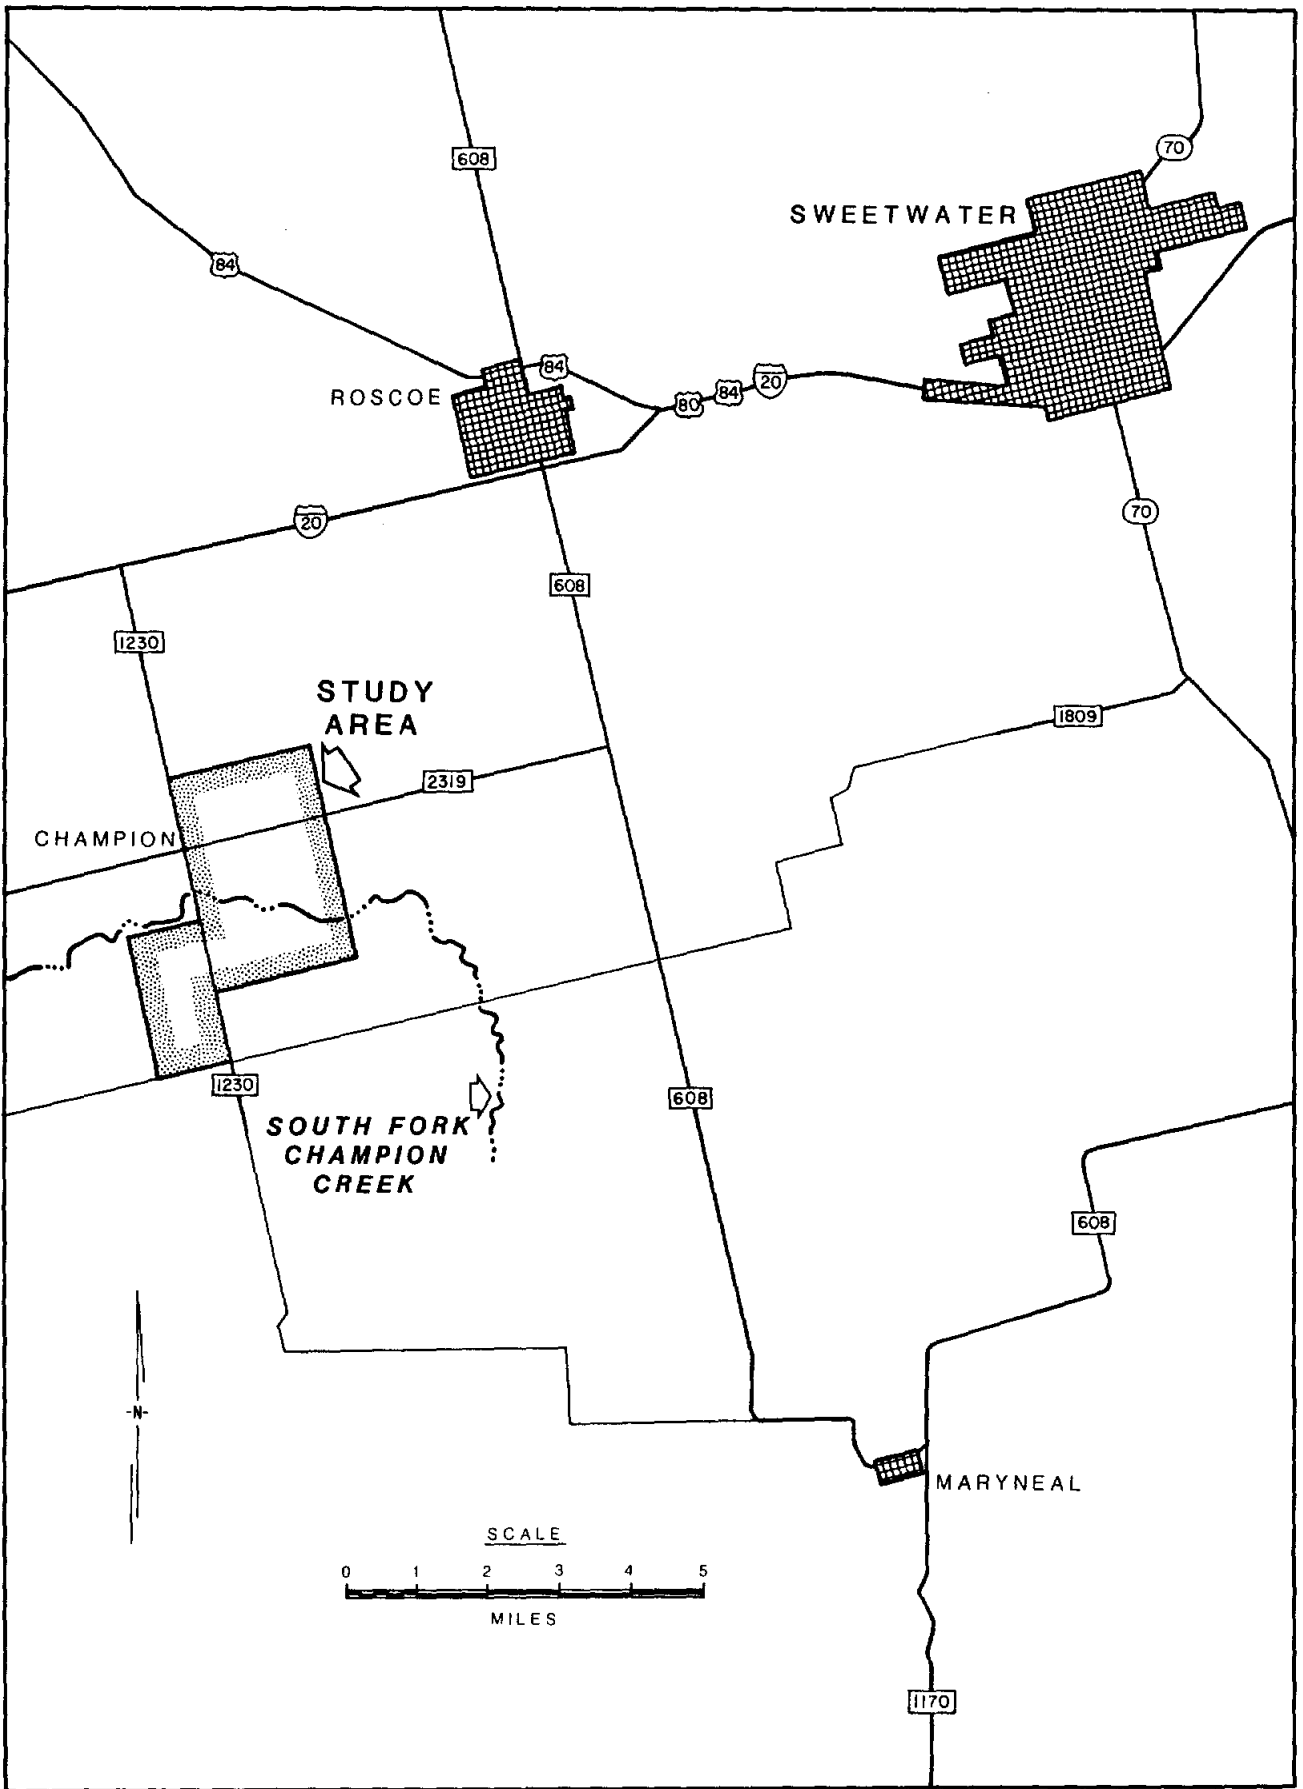 608
70
SWEETWATER
84
84
ROSCOE
80
84
20
20
70
608
1230
STUDY
AREA
1809
2319
CHAMPION
1230
608
SOUTH FORK
CHAMPION
CREEK
608
-N-
MARYNEAL
SCALE
0 1 2 3 4 5
MILES
1170